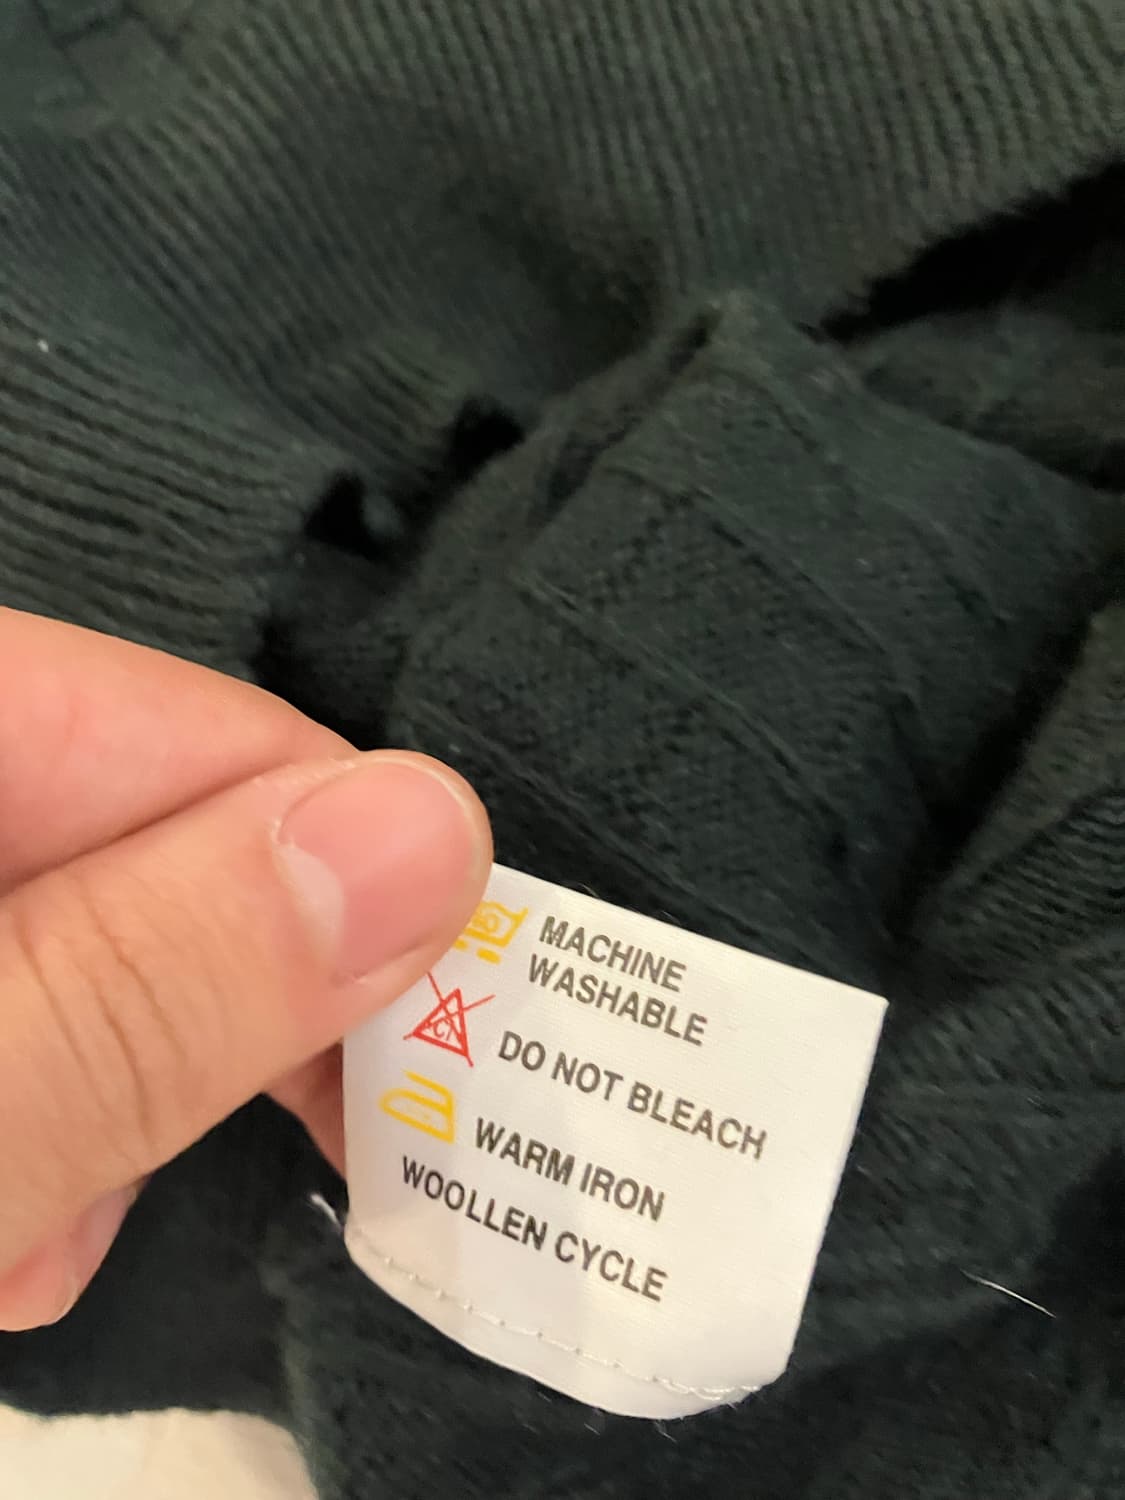 MACHINE
WASHABLE
DO NOT BLEACH
WARM IRON
WOOLLEN CYCLE